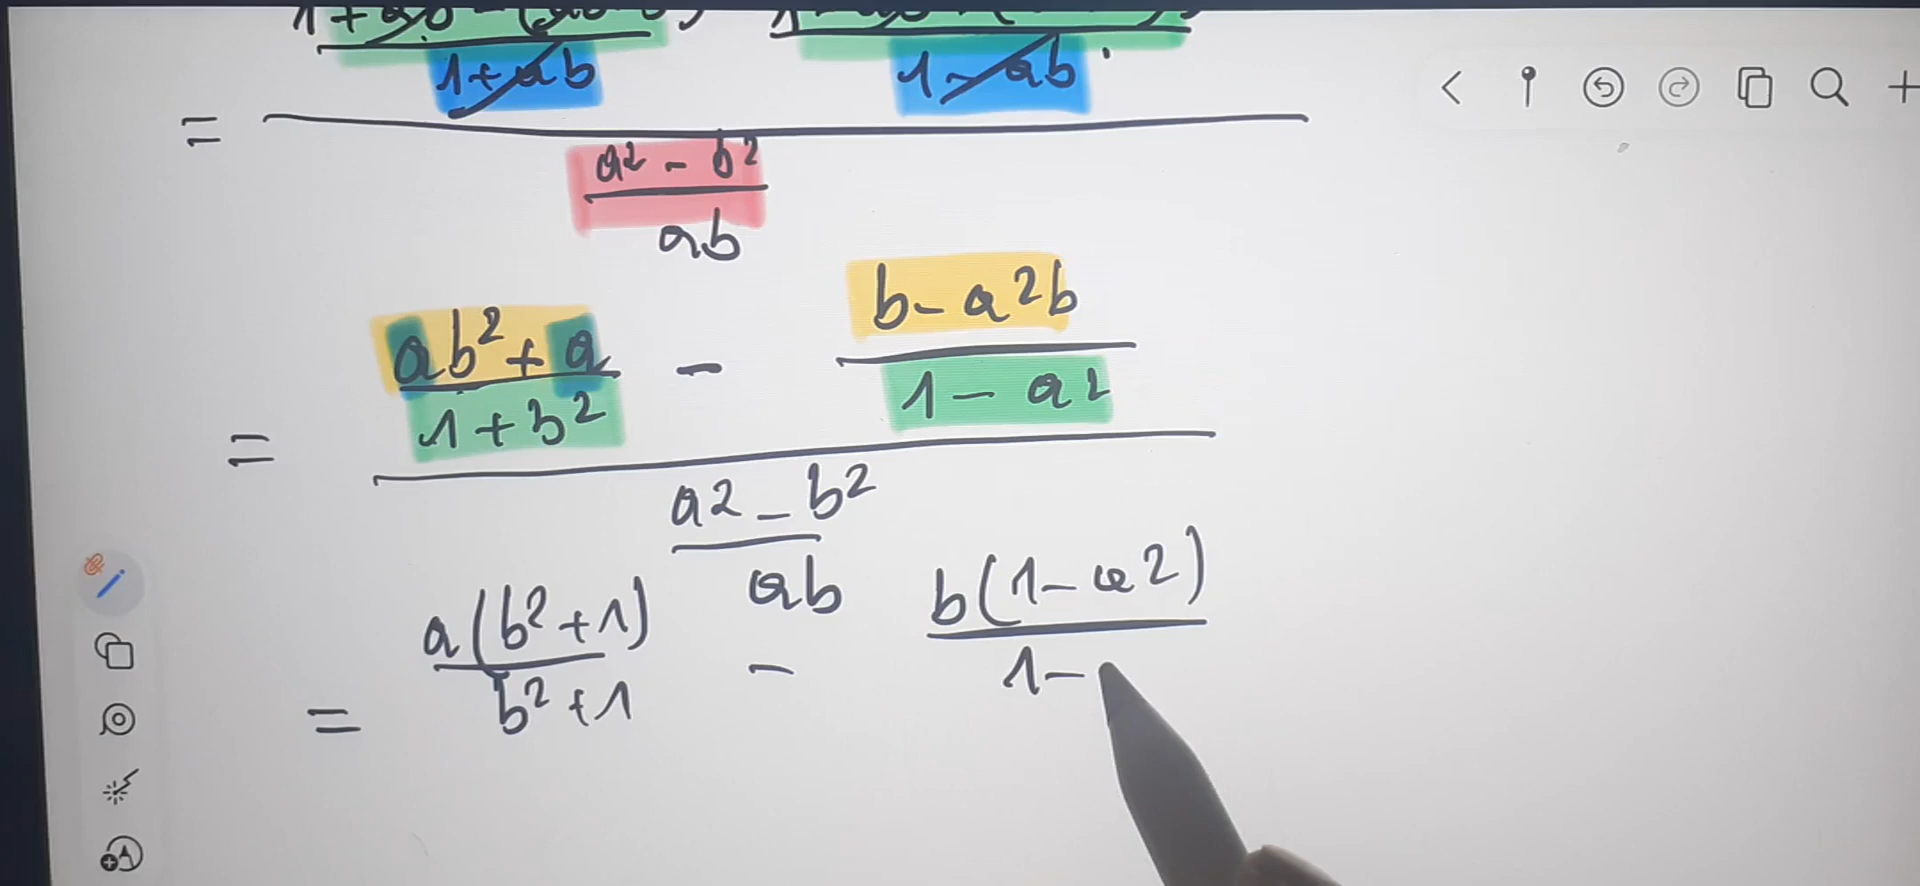 1+ab 1-ab
=
a²-b²
ab
ab²+a - b-a²b
1+b² 1-a²
=
a²-b²
ab
a(b²+1) - b(1-a²)
= b²+1 1-